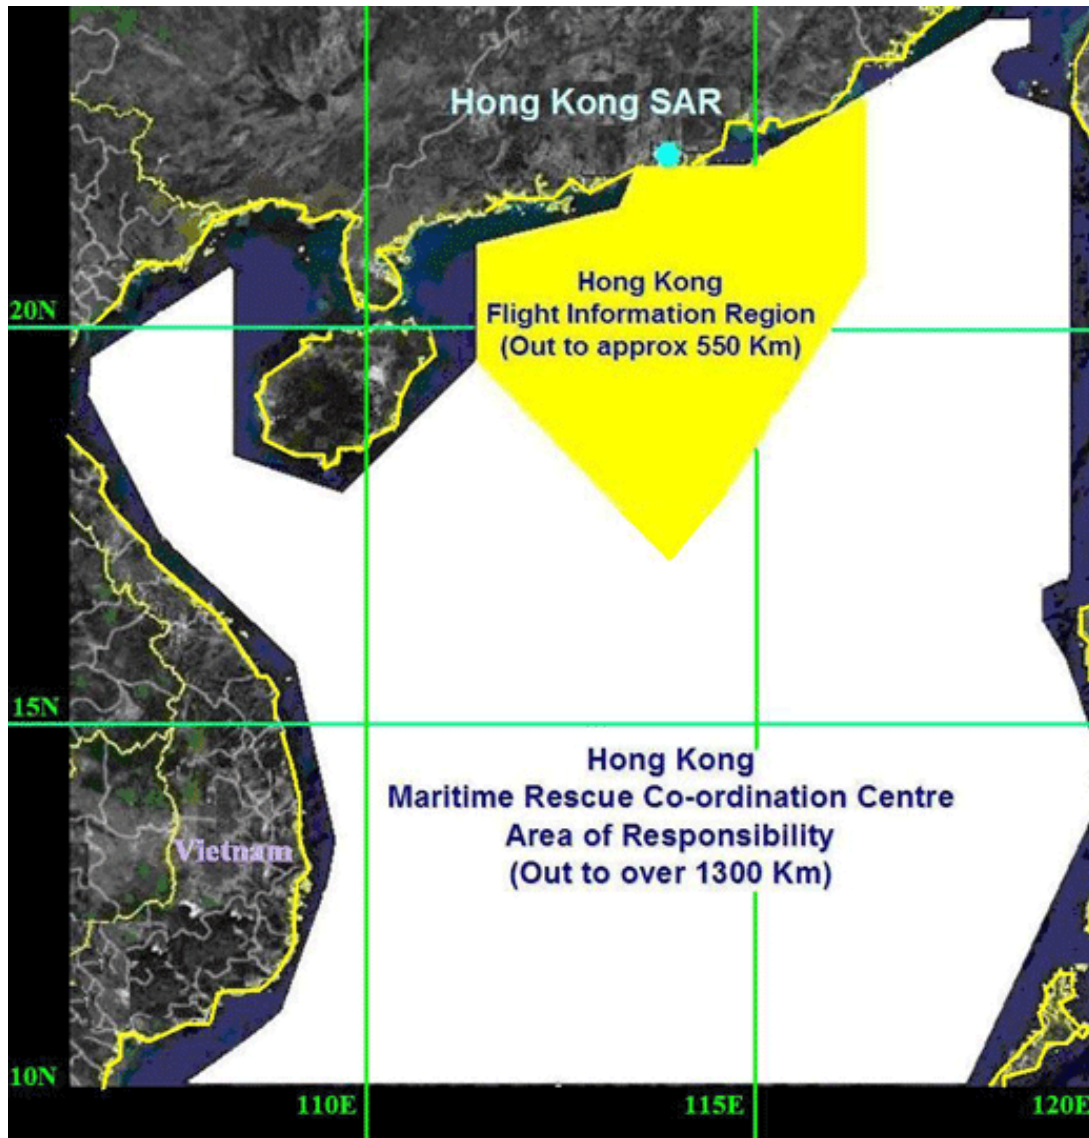 Hong Kong SAR
20N
Hong Kong
Flight Information Region
(Out to approx 550 Km)
15N
Hong Kong
Maritime Rescue Co-ordination Centre
Area of Responsibility
(Out to over 1300 Km)
Vietnam
10N
110E
115E
120E